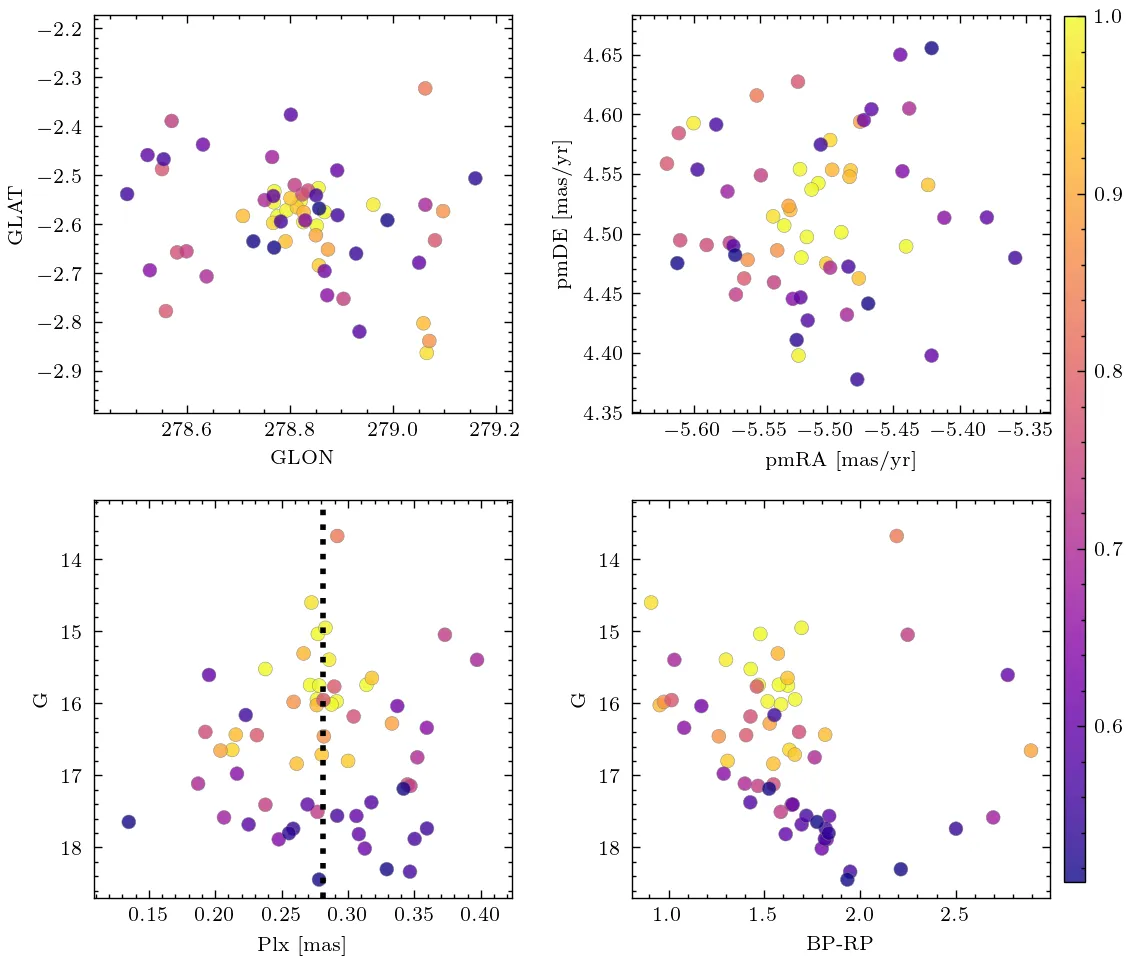 −2.2
−2.3
−2.4
−2.5
−2.6
−2.7
−2.8
−2.9
GLAT
278.6 278.8 279.0 279.2
GLON
4.65
4.60
4.55
4.50
4.45
4.40
4.35
pmDE [mas/yr]
−5.60 −5.55 −5.50 −5.45 −5.40 −5.35
pmRA [mas/yr]
1.0
0.9
0.8
0.7
0.6
14
15
16
17
18
G
0.15 0.20 0.25 0.30 0.35 0.40
Plx [mas]
14
15
16
17
18
G
1.0 1.5 2.0 2.5
BP-RP